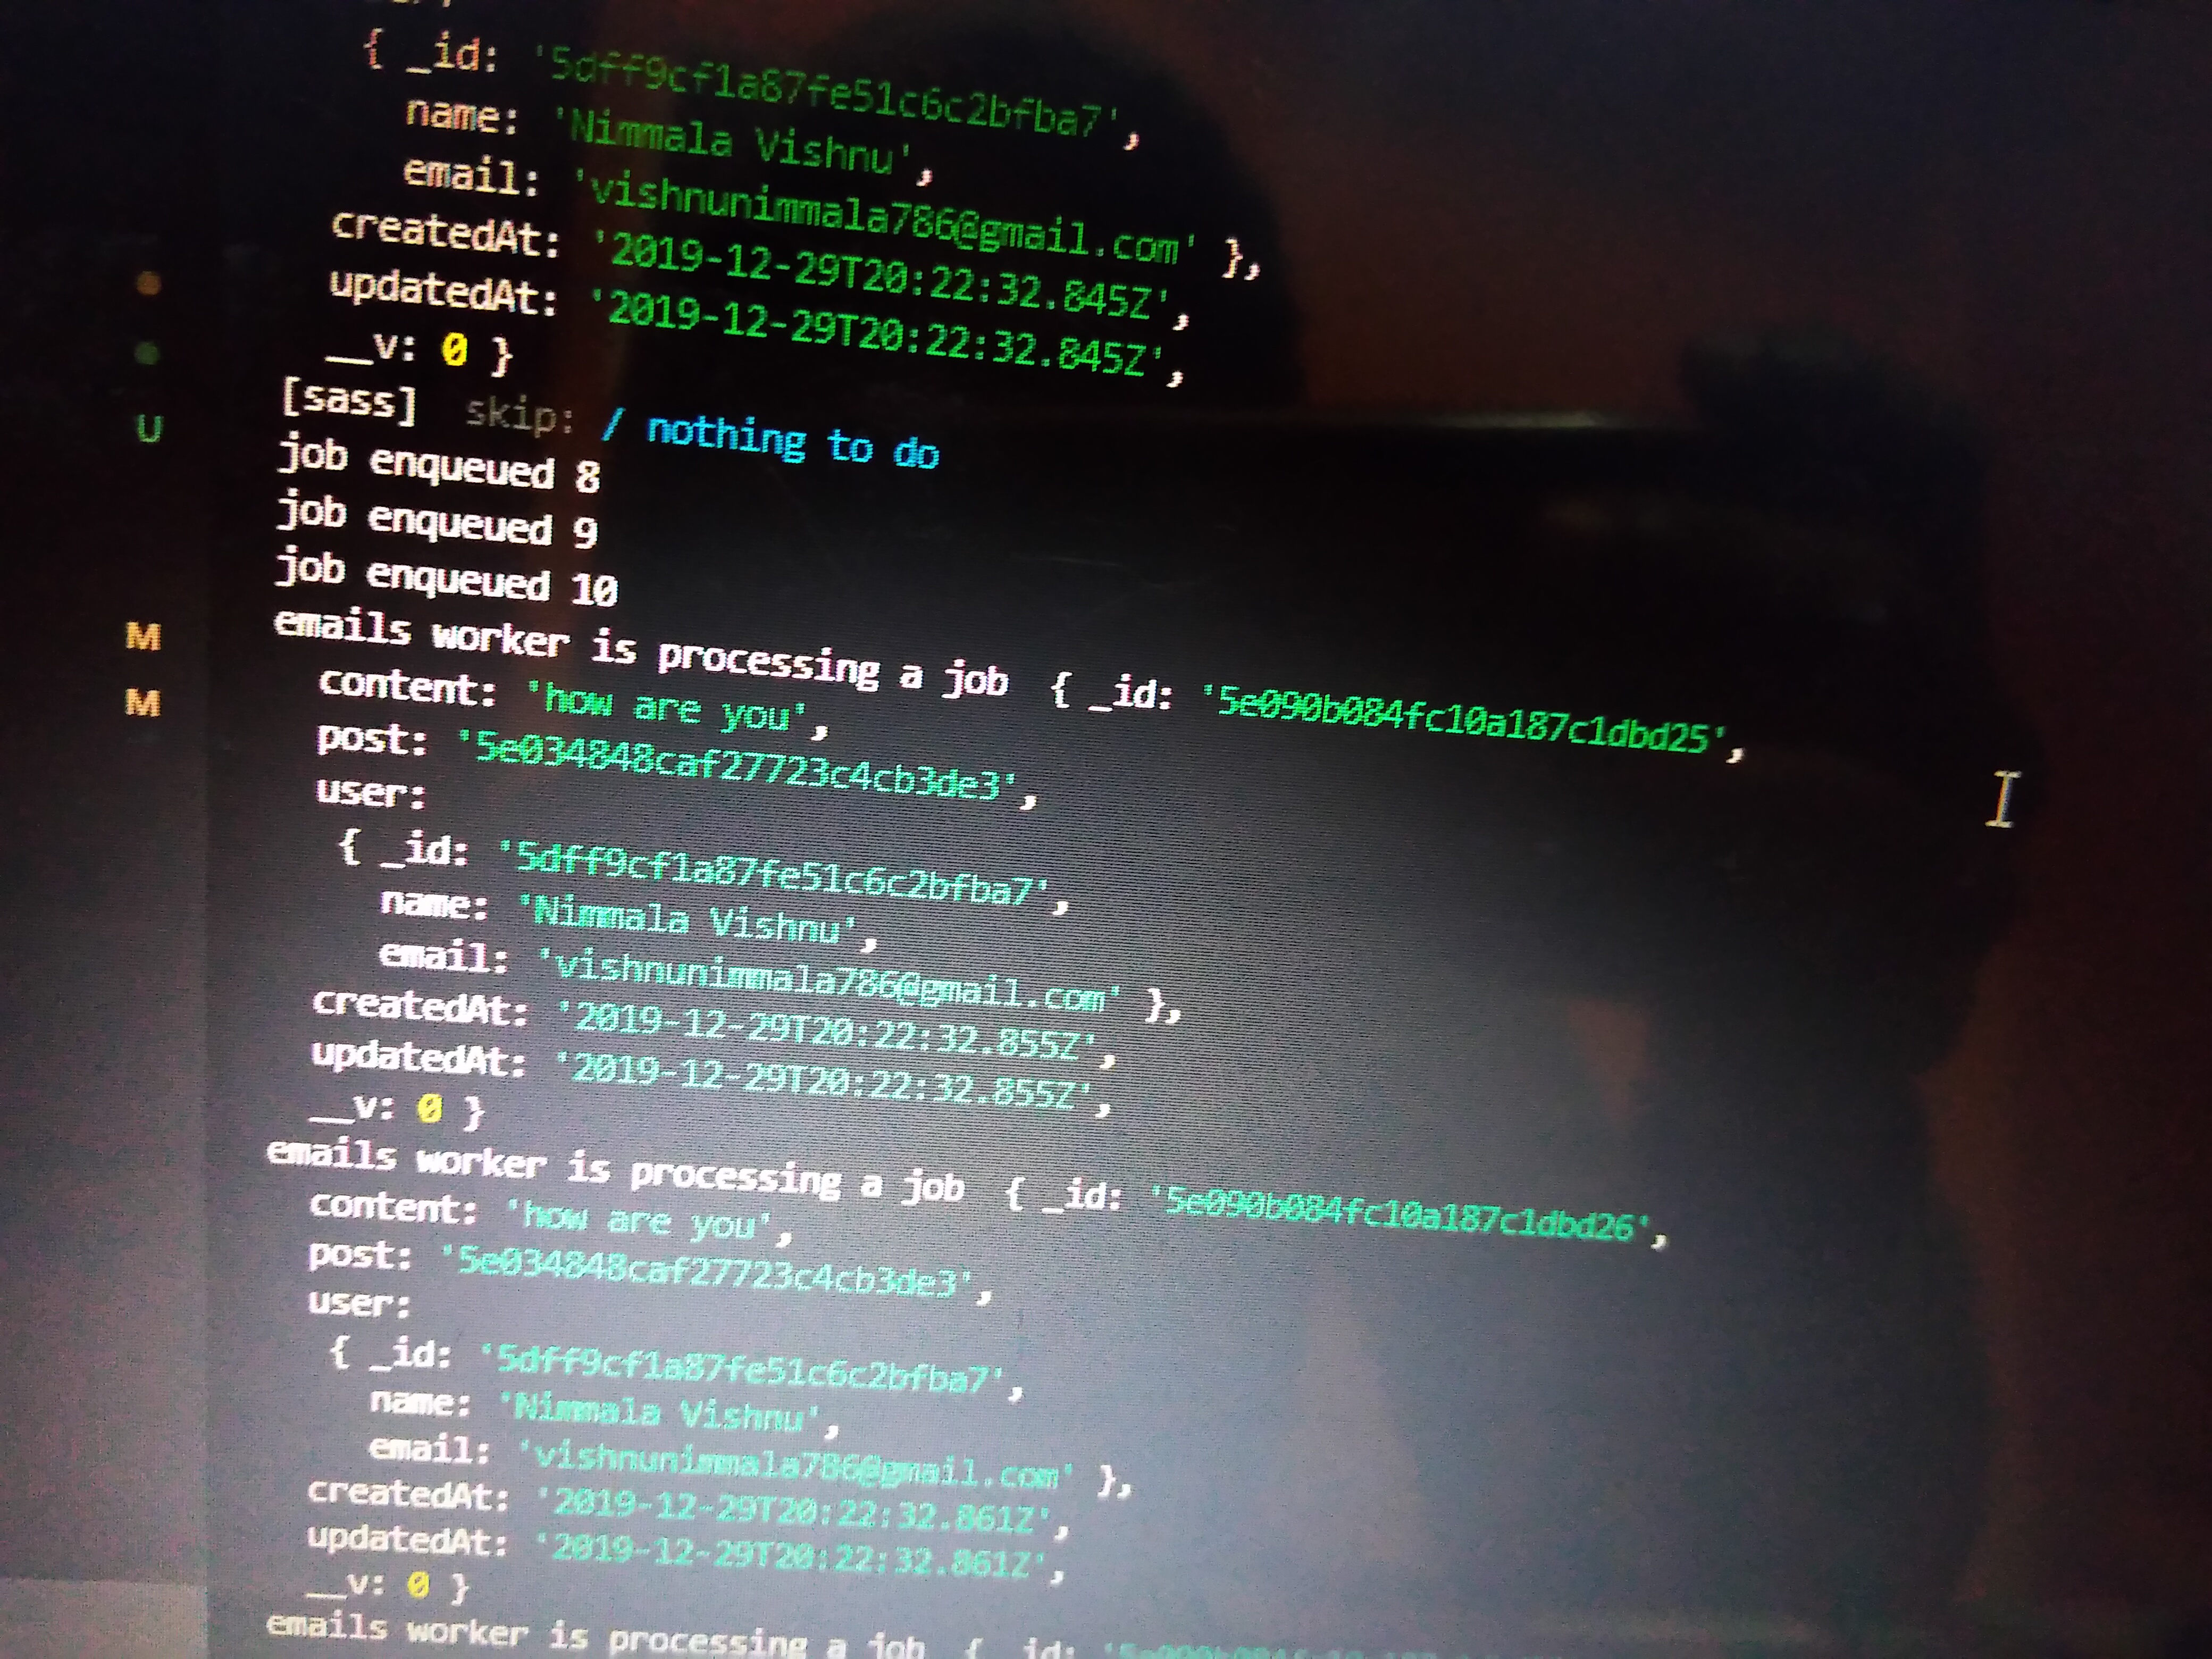 { _id: '5dff9cf1a87fe51c6c2bfba7',
name: 'Nimmala Vishnu',
email: 'vishnunimmala786@gmail.com' },
createdAt: '2019-12-29T20:22:32.845Z',
updatedAt: '2019-12-29T20:22:32.845Z',
__v: 0 }
[sass] skip: / nothing to do
U
job enqueued 8
job enqueued 9
job enqueued 10
M
emails worker is processing a job { _id: '5e090b084fc10a187c1dbd25',
M
content: 'how are you',
post: '5e034848caf27723c4cb3de3',
user:
{ _id: '5dff9cf1a87fe51c6c2bfba7',
name: 'Nimmala Vishnu',
email: 'vishnunimmala786@gmail.com' },
createdAt: '2019-12-29T20:22:32.855Z',
updatedAt: '2019-12-29T20:22:32.855Z',
__v: 0 }
emails worker is processing a job { _id: '5e090b084fc10a187c1dbd26',
content: 'how are you',
post: '5e034848caf27723c4cb3de3',
user:
{ _id: '5dff9cf1a87fe51c6c2bfba7',
name: 'Nimmala Vishnu',
email: 'vishnunimmala786@gmail.com' },
createdAt: '2019-12-29T20:22:32.861Z',
updatedAt: '2019-12-29T20:22:32.861Z',
__v: 0 }
emails worker is processing a job { _id: